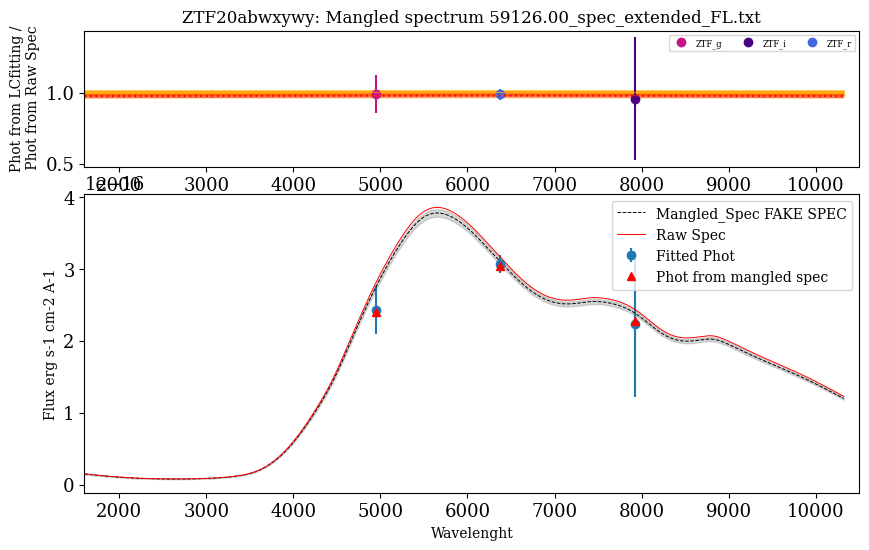 ZTF20abwxywy: Mangled spectrum 59126.00_spec_extended_FL.txt
Phot from LCfitting /
Phot from Raw Spec
1.0
0.5
ZTF_g ZTF_i ZTF_r
2000 3000 4000 5000 6000 7000 8000 9000 10000
1e−16
Flux erg s-1 cm-2 A-1
4
3
2
1
0
Mangled_Spec FAKE SPEC
Raw Spec
Fitted Phot
Phot from mangled spec
2000 3000 4000 5000 6000 7000 8000 9000 10000
Wavelenght